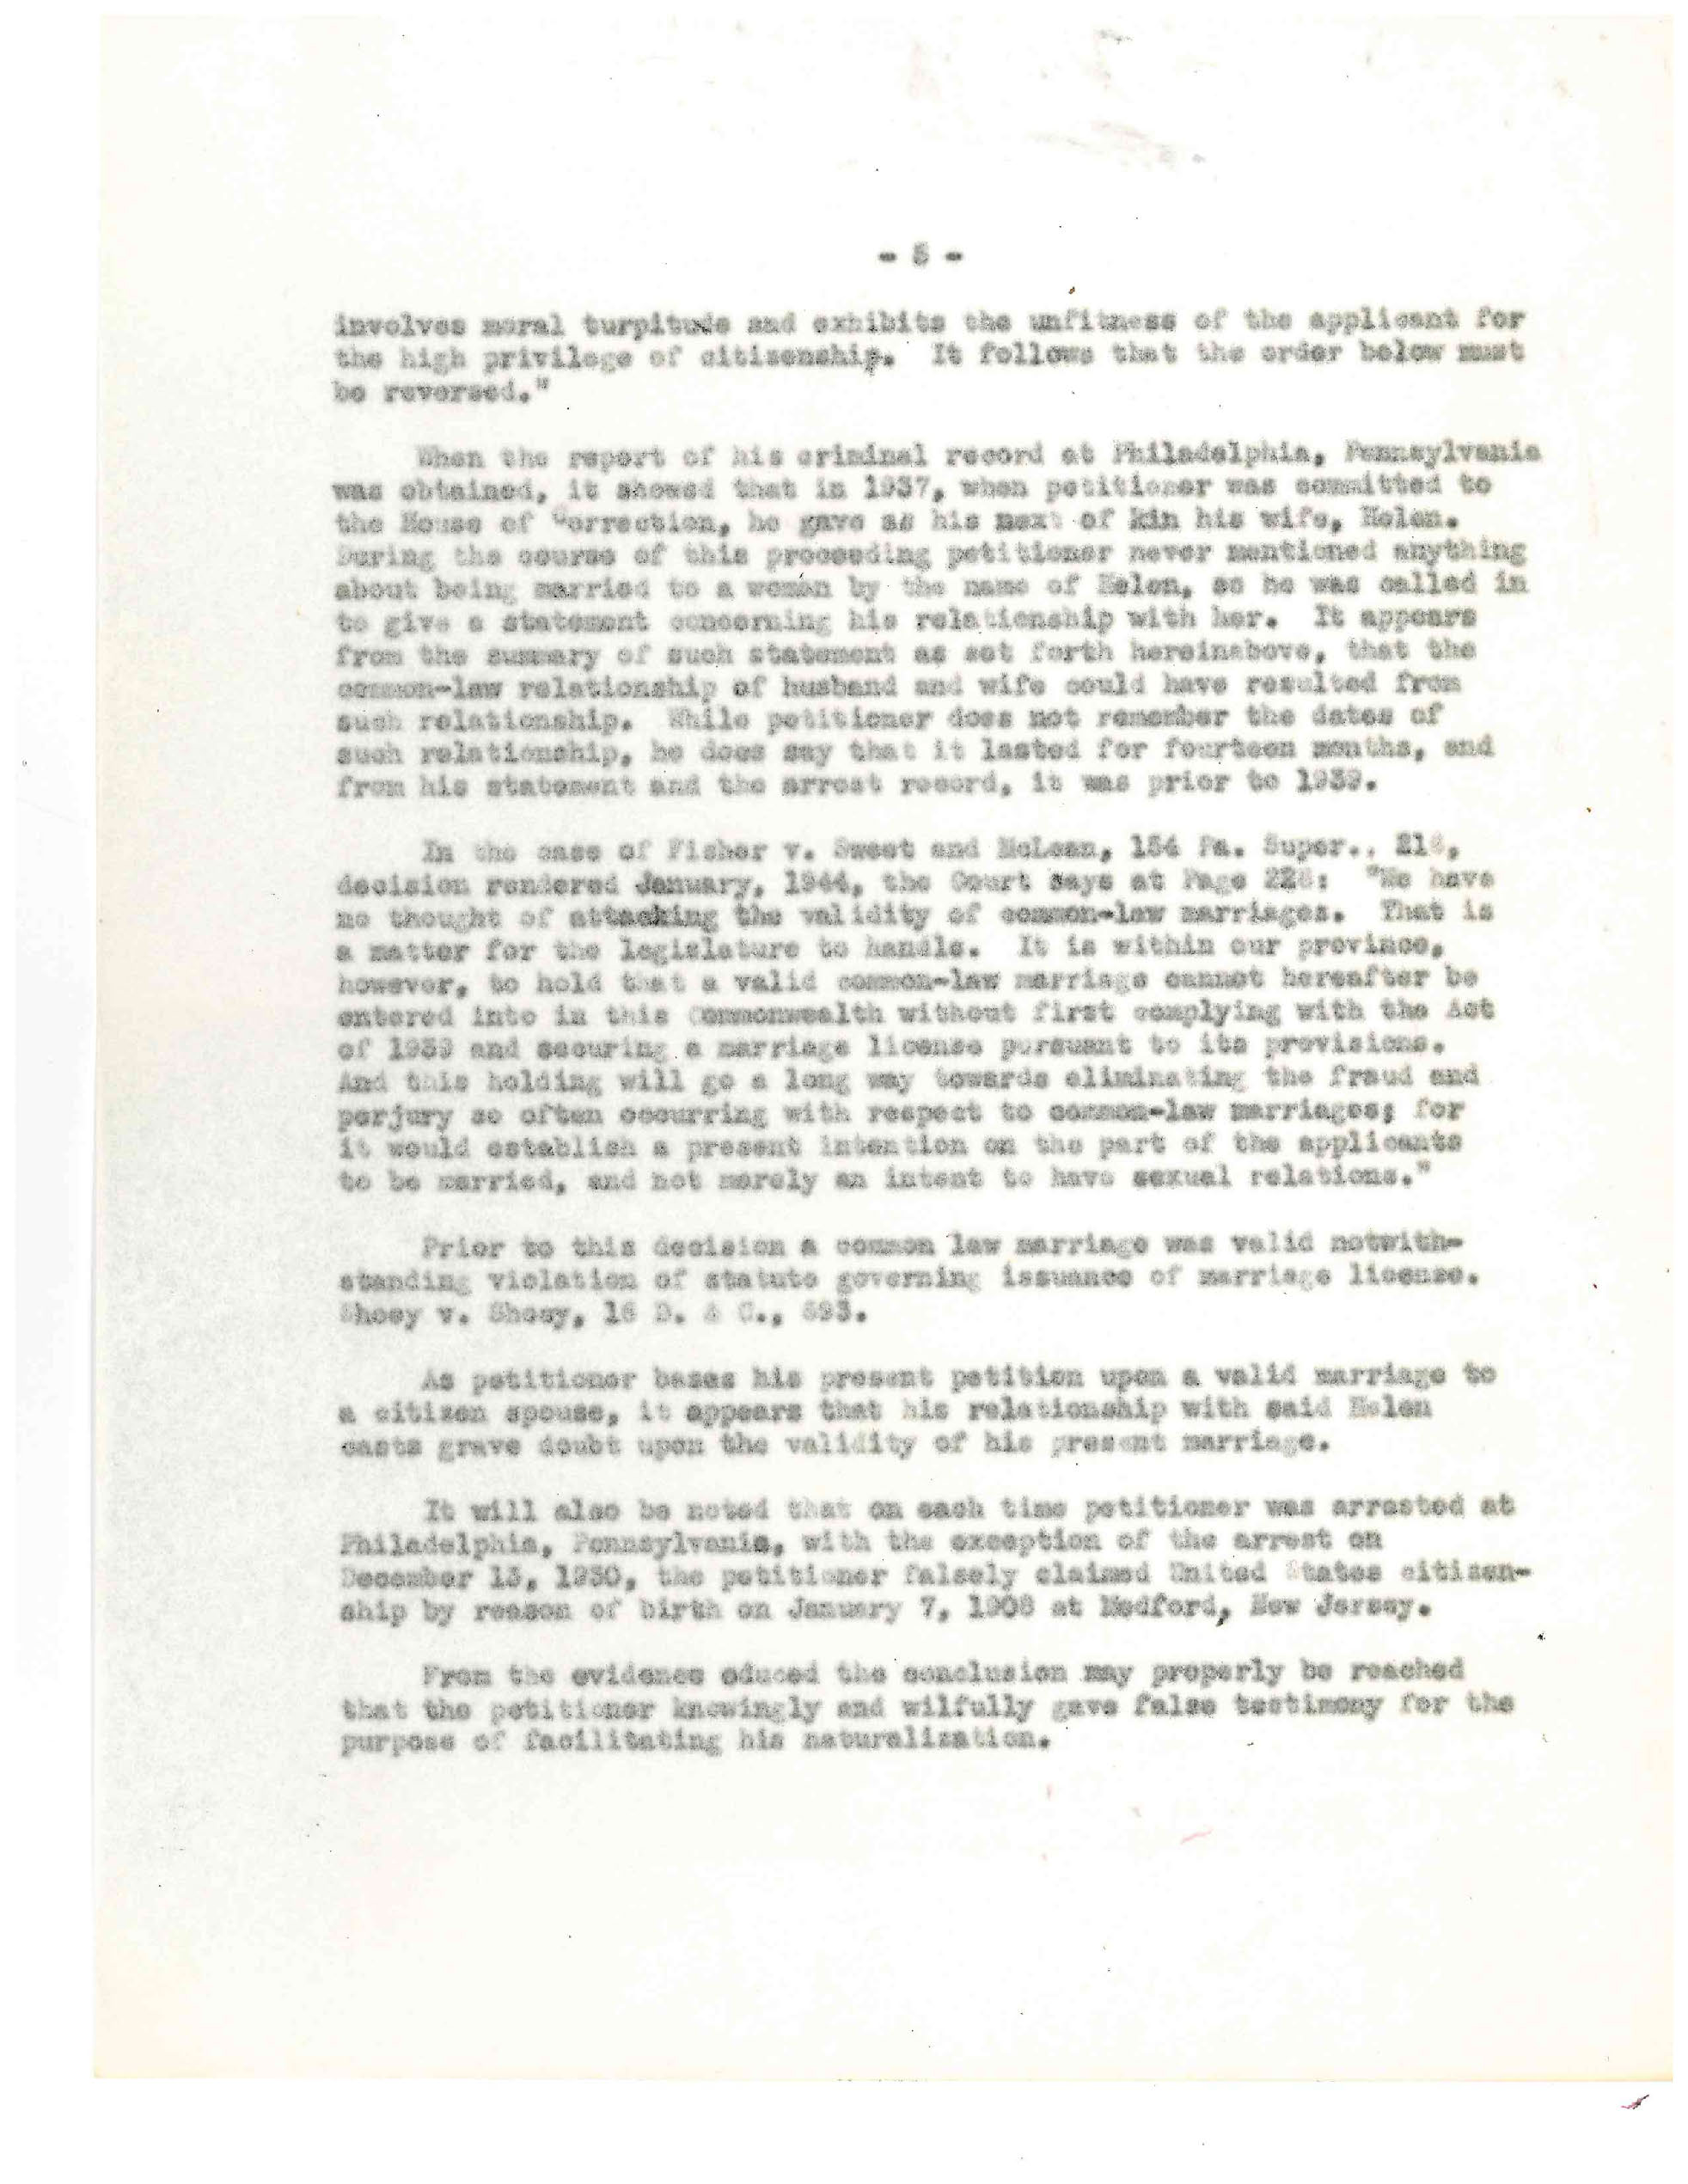 - 5 -
involves moral turpitude and exhibits the unfitness of the applicant for
the high privilege of citizenship. It follows that the order below must
be reversed."
When the report of his criminal record at Philadelphia, Pennsylvania
was obtained, it showed that in 1937, when petitioner was committed to
the House of Correction, he gave as his next of kin his wife, Helen.
During the course of this proceeding petitioner never mentioned anything
about being married to a woman by the name of Helen, so he was called in
to give a statement concerning his relationship with her. It appears
from the summary of such statement as set forth hereinabove, that the
common-law relationship of husband and wife could have resulted from
such relationship. While petitioner does not remember the dates of
such relationship, he does say that it lasted for fourteen months, and
from his statement and the arrest record, it was prior to 1939.
In the case of Fisher v. Sweet and McLean, 154 Pa. Super.,
decision rendered January, 1944, the Court says at Page "We have
no thought of attacking the validity of common-law marriages. That is
a matter for the legislature to handle. It is within our province,
however, to hold that a valid common-law marriage cannot hereafter be
entered into in this Commonwealth without first complying with the Act
of 1939 and securing a marriage license pursuant to its provisions.
And this holding will go a long way towards eliminating the fraud and
perjury so often occurring with respect to common-law marriages; for
it would establish a present intention on the part of the applicants
to be married, and not merely an intent to have sexual relations."
Prior to this decision a common law marriage was valid notwith-
standing violation of statute governing issuance of marriage license.
v. 16 D. & C.,
As petitioner bases his present petition upon a valid marriage to
a citizen spouse, it appears that his relationship with said Helen
casts grave doubt upon the validity of his present marriage.
It will also be noted that on each time petitioner was arrested at
Philadelphia, Pennsylvania, with the exception of the arrest on
December 13, 1930, the petitioner falsely claimed United States citizen-
ship by reason of birth on January 7, 1908 at Medford, New Jersey.
From the evidence educed the conclusion may properly be reached
that the petitioner knowingly and wilfully gave false testimony for the
purpose of facilitating his naturalization.